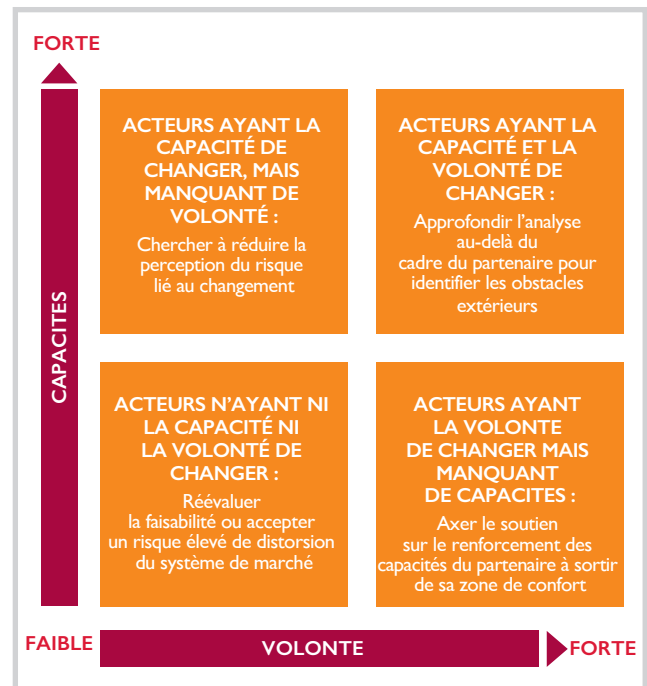 FORTE
ACTEURS AYANT LA
CAPACITÉ DE
CHANGER, MAIS
MANQUANT DE
VOLONTÉ :
Chercher à réduire la
perception du risque
lié au changement
ACTEURS AYANT LA
CAPACITÉ ET LA
VOLONTÉ DE
CHANGER :
Approfondir l’analyse
au-delà du
cadre du partenaire pour
identifier les obstacles
extérieurs
CAPACITES
ACTEURS N’AYANT NI
LA CAPACITÉ NI
LA VOLONTÉ DE
CHANGER :
Réévaluer
la faisabilité ou accepter
un risque élevé de distorsion
du système de marché
ACTEURS AYANT
LA VOLONTE
DE CHANGER MAIS
MANQUANT
DE CAPACITES :
Axer le soutien
sur le renforcement des
capacités du partenaire à sortir
de sa zone de confort
FAIBLE
VOLONTE
FORTE